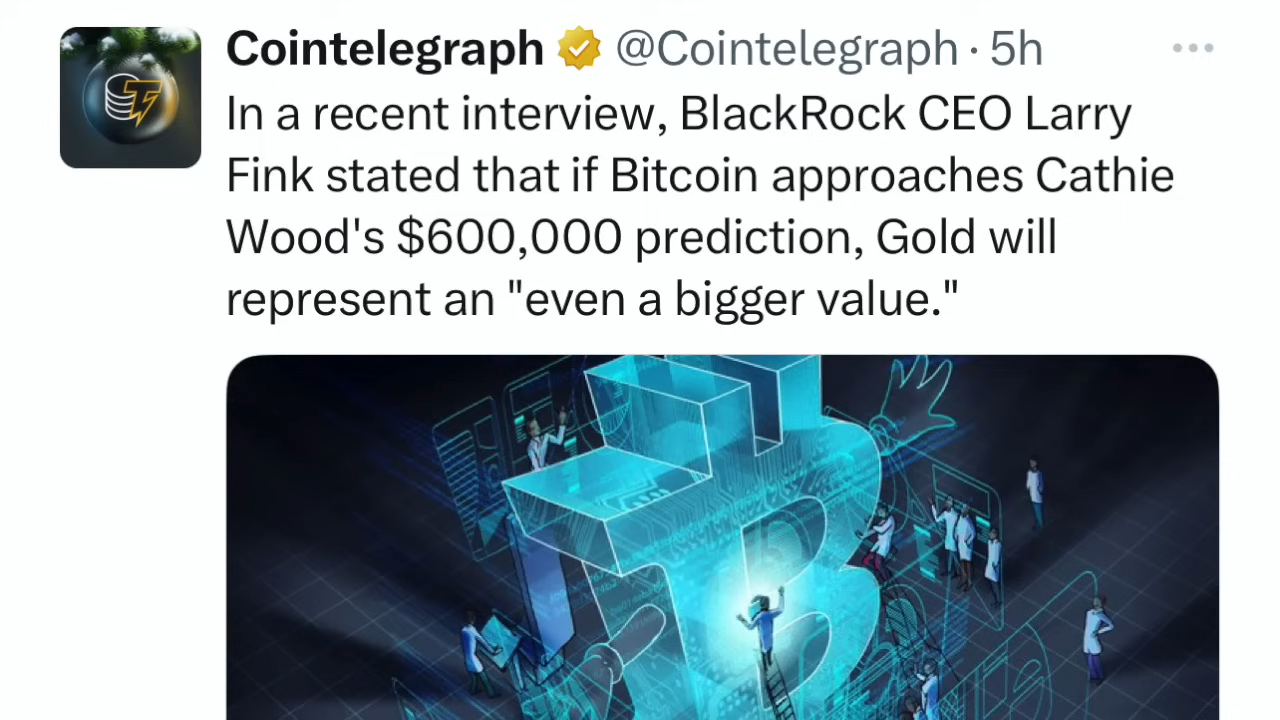 Cointelegraph @Cointelegraph · 5h
In a recent interview, BlackRock CEO Larry
Fink stated that if Bitcoin approaches Cathie
Wood's $600,000 prediction, Gold will
represent an "even a bigger value."